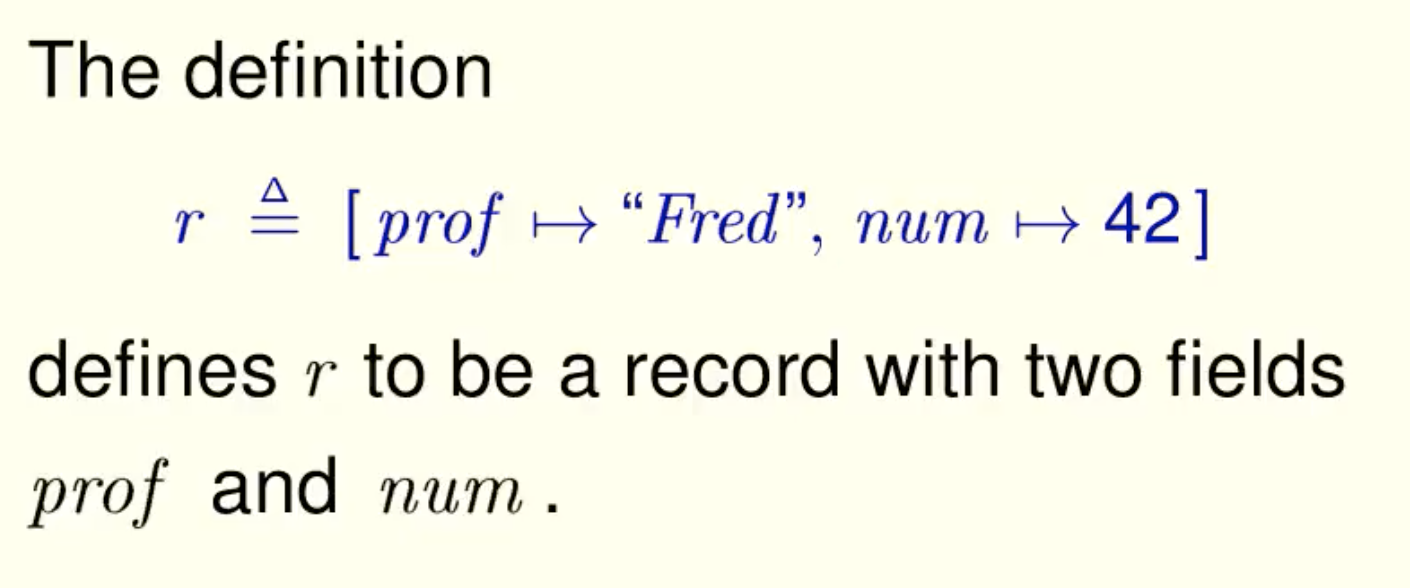 The definition
r ≜ [prof ↦ “Fred”, num ↦ 42]
defines r to be a record with two fields
prof and num .